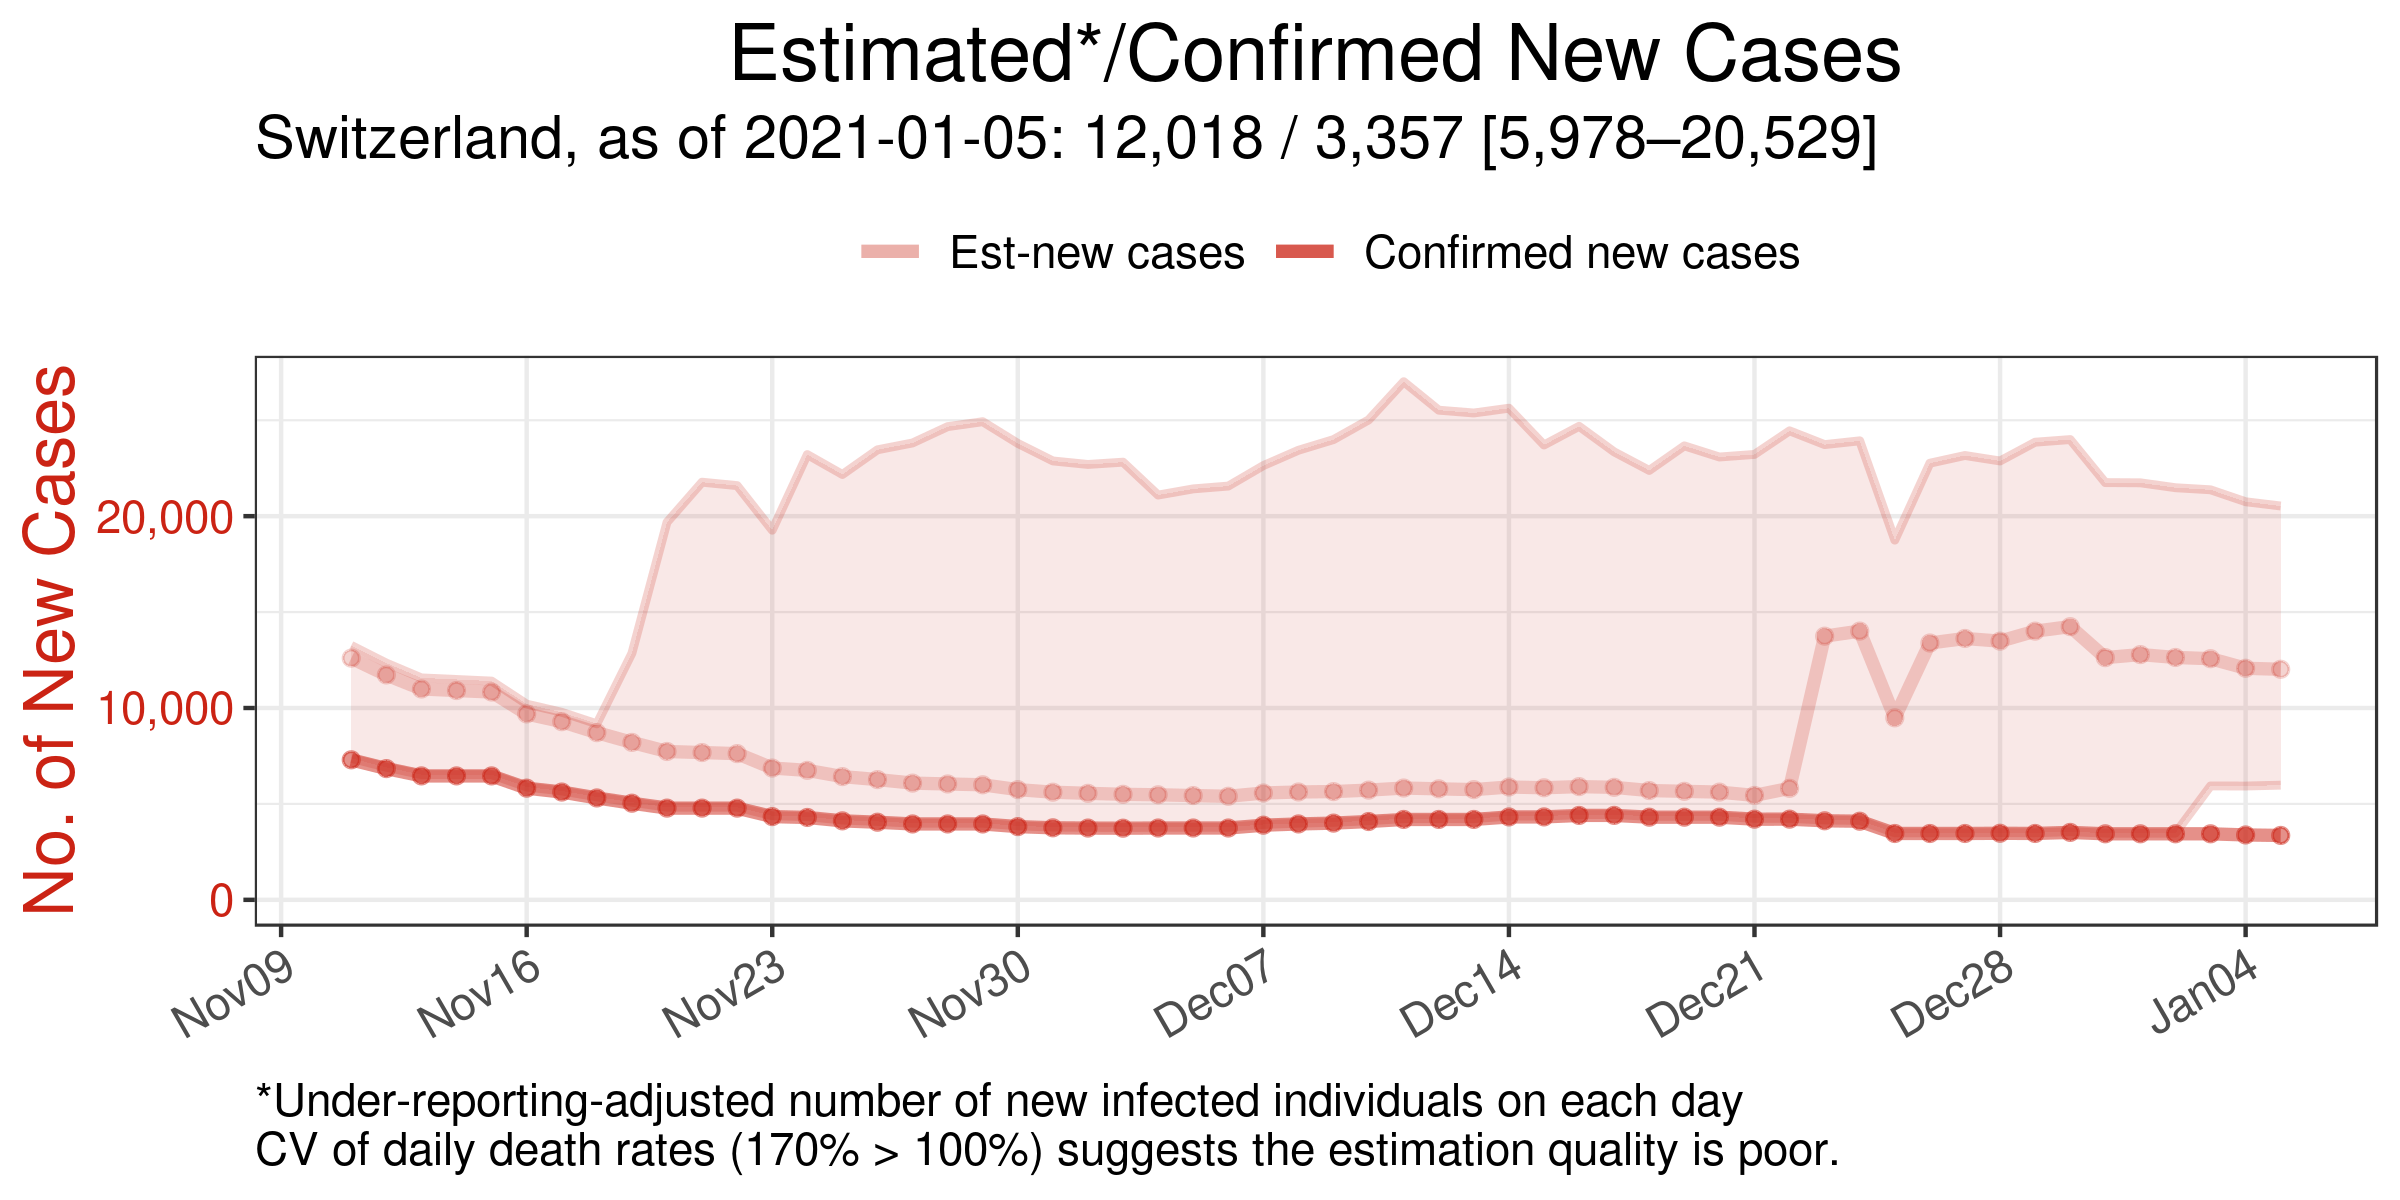 Estimated*/Confirmed New Cases
Switzerland, as of 2021-01-05: 12,018 / 3,357 [5,978–20,529]
Est-new cases
Confirmed new cases
No. of New Cases
20,000
10,000
0
Nov09
Nov16
Nov23
Nov30
Dec07
Dec14
Dec21
Dec28
Jan04
*Under-reporting-adjusted number of new infected individuals on each day
CV of daily death rates (170% > 100%) suggests the estimation quality is poor.